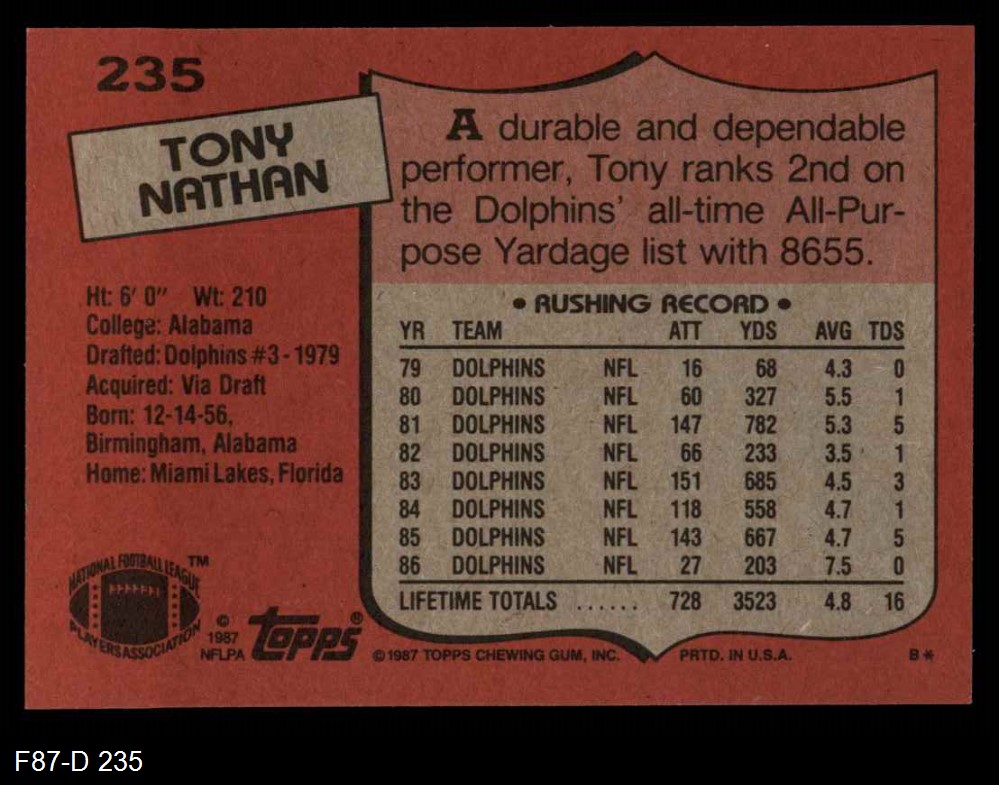 235
TONY
NATHAN
A durable and dependable
performer, Tony ranks 2nd on
the Dolphins' all-time All-Pur-
pose Yardage list with 8655.
Ht: 6' 0" Wt: 210
College: Alabama
Drafted: Dolphins #3 - 1979
Acquired: Via Draft
Born: 12-14-56,
Birmingham, Alabama
Home: Miami Lakes, Florida
• RUSHING RECORD •
YR TEAM ATT YDS AVG TDS
79 DOLPHINS NFL 16 68 4.3 0
80 DOLPHINS NFL 60 327 5.5 1
81 DOLPHINS NFL 147 782 5.3 5
82 DOLPHINS NFL 66 233 3.5 1
83 DOLPHINS NFL 151 685 4.5 3
84 DOLPHINS NFL 118 558 4.7 1
85 DOLPHINS NFL 143 667 4.7 5
86 DOLPHINS NFL 27 203 7.5 0
LIFETIME TOTALS ...... 728 3523 4.8 16
NATIONAL FOOTBALL LEAGUE TM
PLAYERS ASSOCIATION
© 1987 NFLPA
topps®
© 1987 TOPPS CHEWING GUM, INC. PRTD. IN U.S.A. B*
F87-D 235